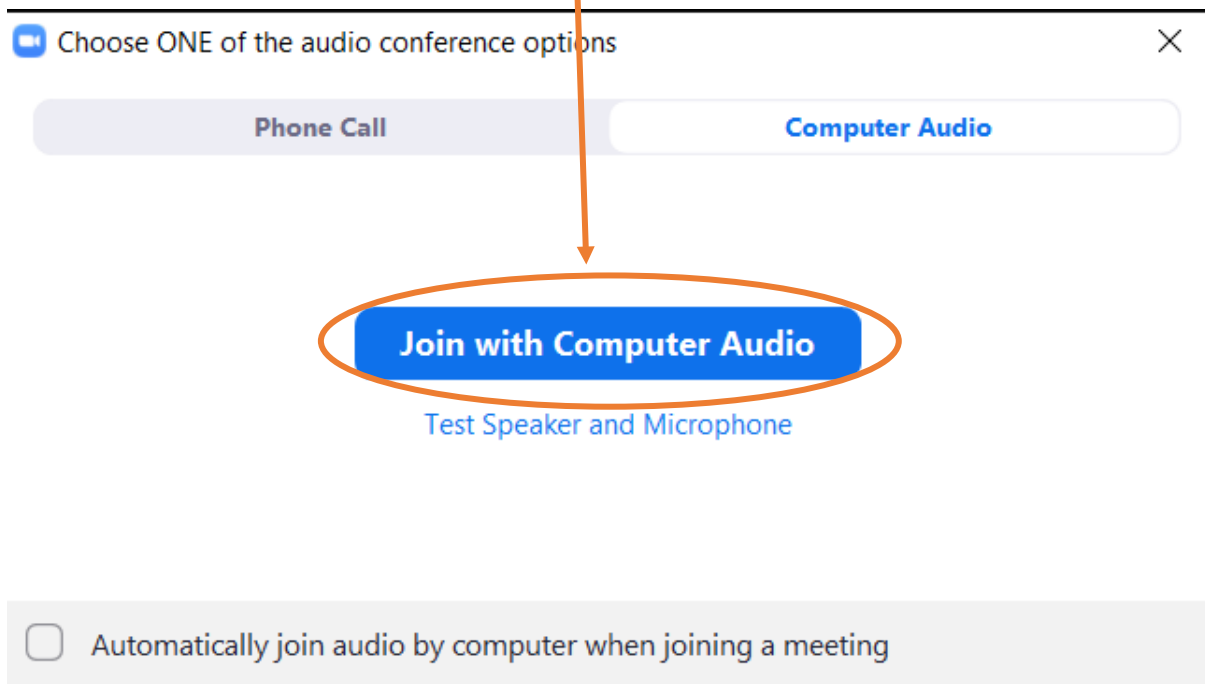 Choose ONE of the audio conference options
Phone Call Computer Audio
Join with Computer Audio
Test Speaker and Microphone
Automatically join audio by computer when joining a meeting